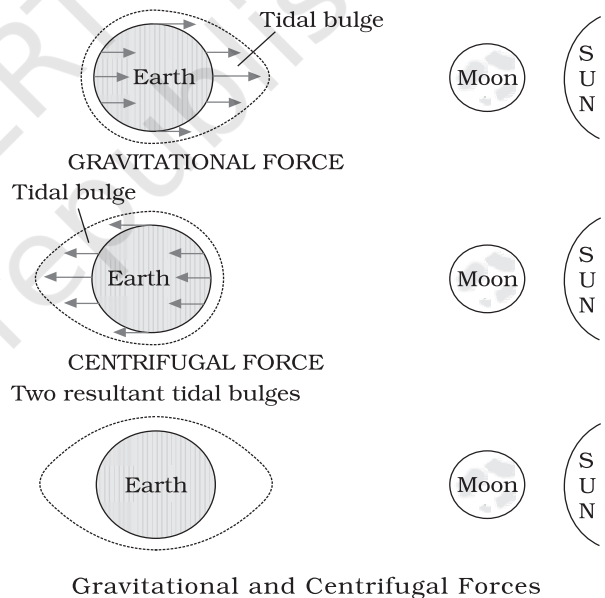 Tidal bulge
Earth
Moon
S
U
N
GRAVITATIONAL FORCE
Tidal bulge
Earth
Moon
S
U
N
CENTRIFUGAL FORCE
Two resultant tidal bulges
Earth
Moon
S
U
N
Gravitational and Centrifugal Forces